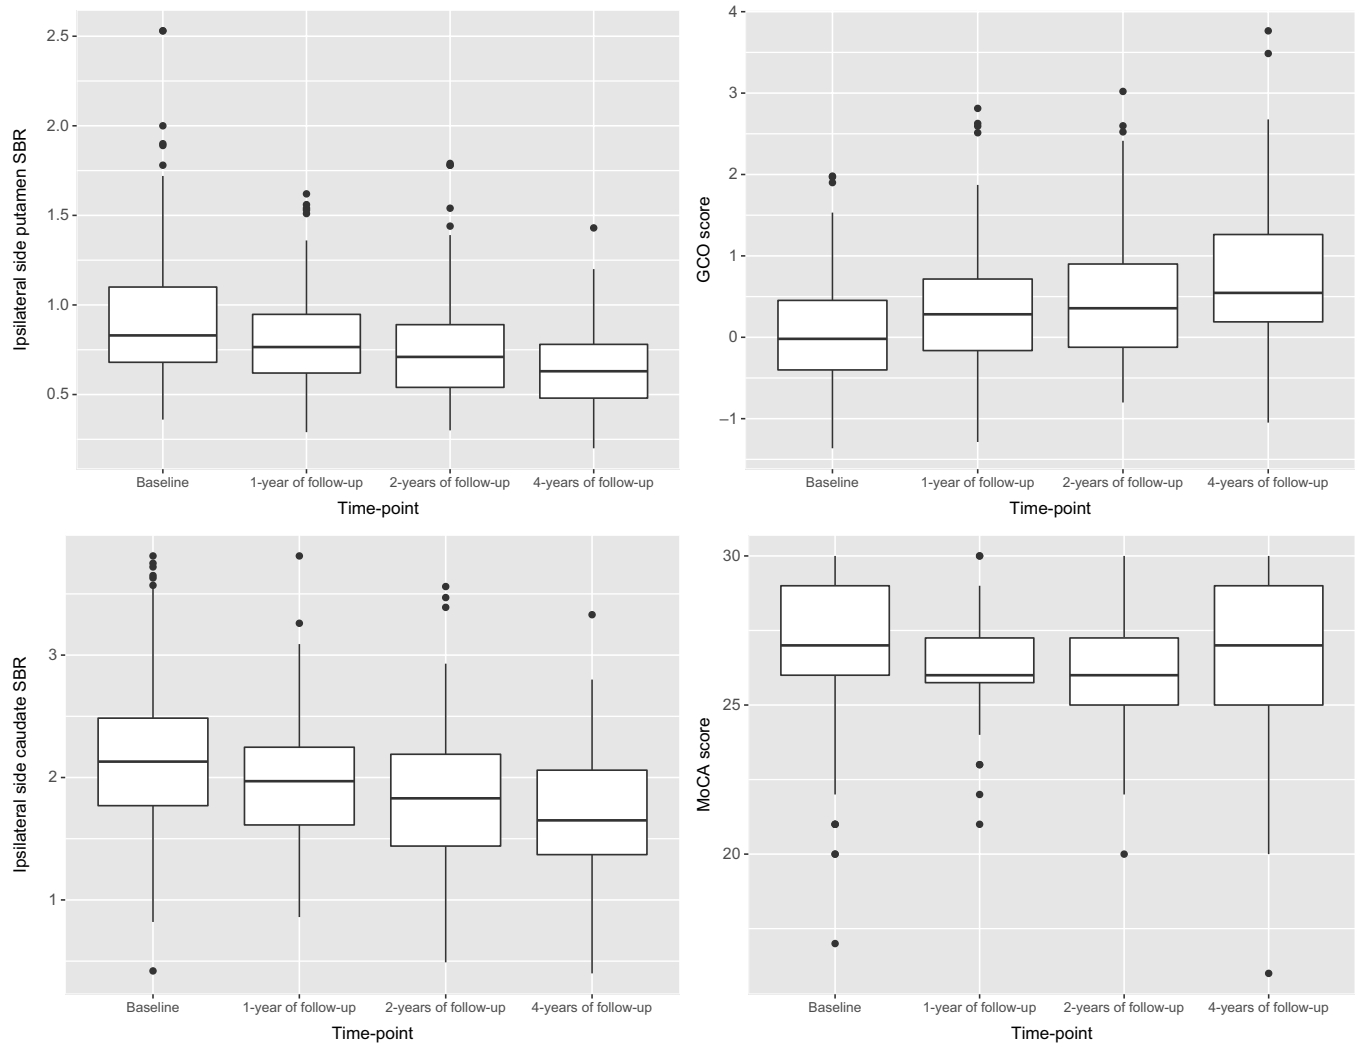 Ipsilateral side putamen SBR
2.5
2.0
1.5
1.0
0.5
Baseline
1-year of follow-up
2-years of follow-up
4-years of follow-up
Time-point
GCO score
4
3
2
1
0
−1
Baseline
1-year of follow-up
2-years of follow-up
4-years of follow-up
Time-point
Ipsilateral side caudate SBR
3
2
1
Baseline
1-year of follow-up
2-years of follow-up
4-years of follow-up
Time-point
MoCA score
30
25
20
Baseline
1-year of follow-up
2-years of follow-up
4-years of follow-up
Time-point